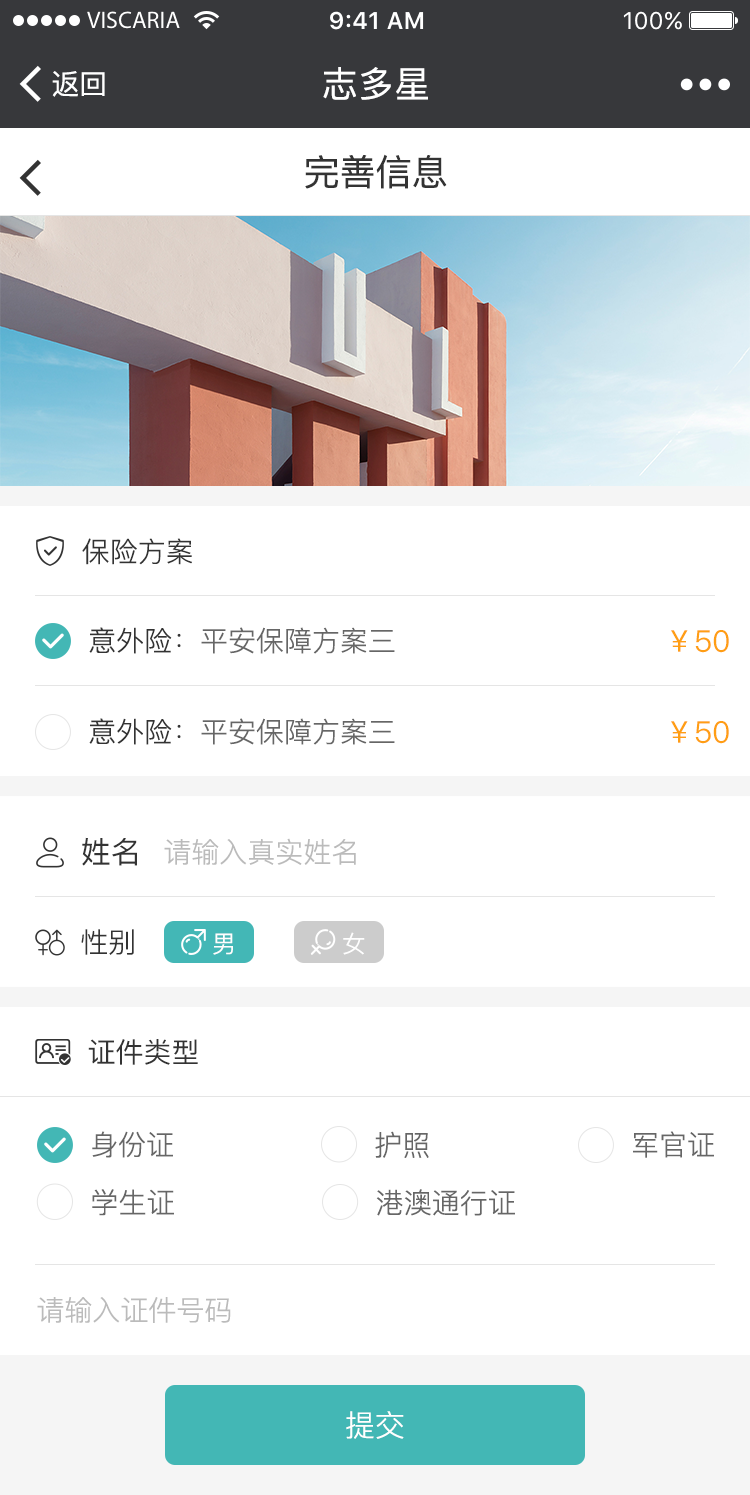 VISCARIA 9:41 AM 100%
返回 志多星
完善信息
保险方案
意外险：平安保障方案三 ¥50
意外险：平安保障方案三 ¥50
姓名 请输入真实姓名
性别 男 女
证件类型
身份证 护照 军官证
学生证 港澳通行证
请输入证件号码
提交